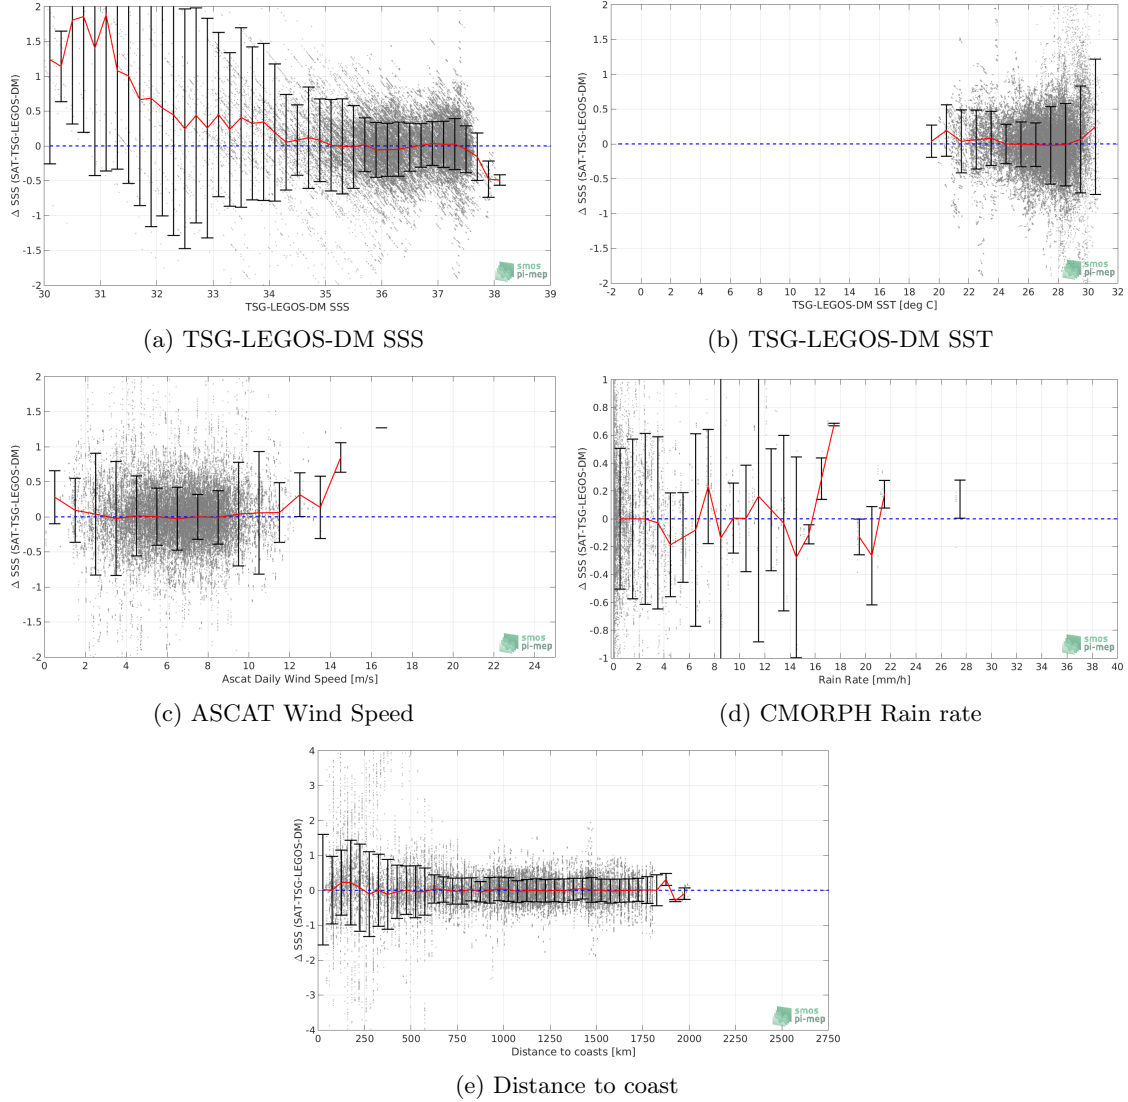 2
1.5
1
0.5
0
-0.5
-1
-1.5
-2
Δ SSS (SAT-TSG-LEGOS-DM)
30 31 32 33 34 35 36 37 38 39
TSG-LEGOS-DM SSS
smos
pi-mep
(a) TSG-LEGOS-DM SSS
2
1.5
1
0.5
0
-0.5
-1
-1.5
-2
Δ SSS (SAT-TSG-LEGOS-DM)
-2 0 2 4 6 8 10 12 14 16 18 20 22 24 26 28 30 32
TSG-LEGOS-DM SST [deg C]
smos
pi-mep
(b) TSG-LEGOS-DM SST
2
1.5
1
0.5
0
-0.5
-1
-1.5
-2
Δ SSS (SAT-TSG-LEGOS-DM)
0 2 4 6 8 10 12 14 16 18 20 22 24
Ascat Daily Wind Speed [m/s]
smos
pi-mep
(c) ASCAT Wind Speed
1
0.8
0.6
0.4
0.2
0
-0.2
-0.4
-0.6
-0.8
-1
Δ SSS (SAT-TSG-LEGOS-DM)
0 2 4 6 8 10 12 14 16 18 20 22 24 26 28 30 32 34 36 38 40
Rain Rate [mm/h]
smos
pi-mep
(d) CMORPH Rain rate
4
3
2
1
0
-1
-2
-3
-4
Δ SSS (SAT-TSG-LEGOS-DM)
0 250 500 750 1000 1250 1500 1750 2000 2250 2500 2750
Distance to coasts [km]
smos
pi-mep
(e) Distance to coast